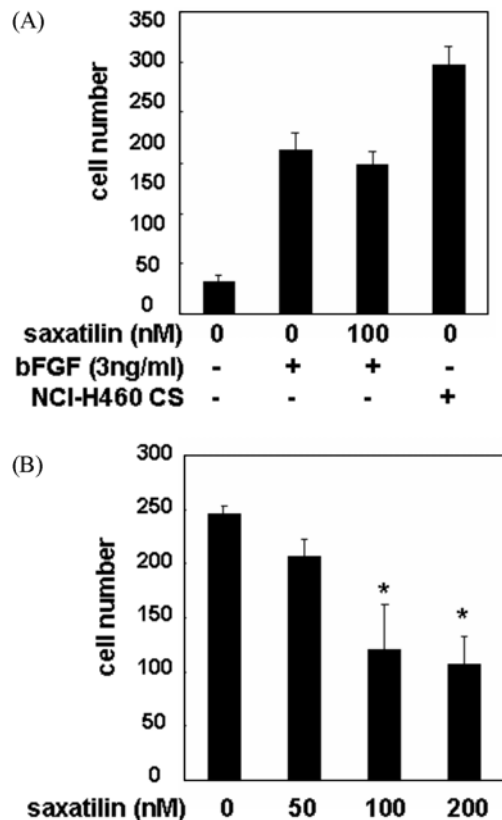 (A)
350
300
250
200
150
100
50
0
cell number
saxatilin (nM) 0 0 100 0
bFGF (3ng/ml) - + + -
NCI-H460 CS - - - +
(B)
300
250
200
150
100
50
0
cell number
* *
saxatilin (nM) 0 50 100 200